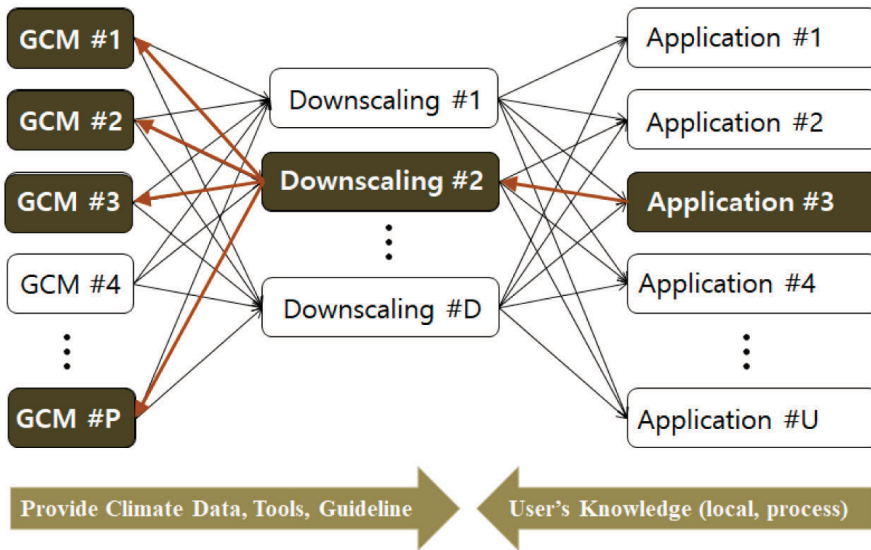 GCM #1
GCM #2
GCM #3
GCM #4
GCM #P
Downscaling #1
Downscaling #2
Downscaling #D
Application #1
Application #2
Application #3
Application #4
Application #U
Provide Climate Data, Tools, Guideline
User's Knowledge (local, process)